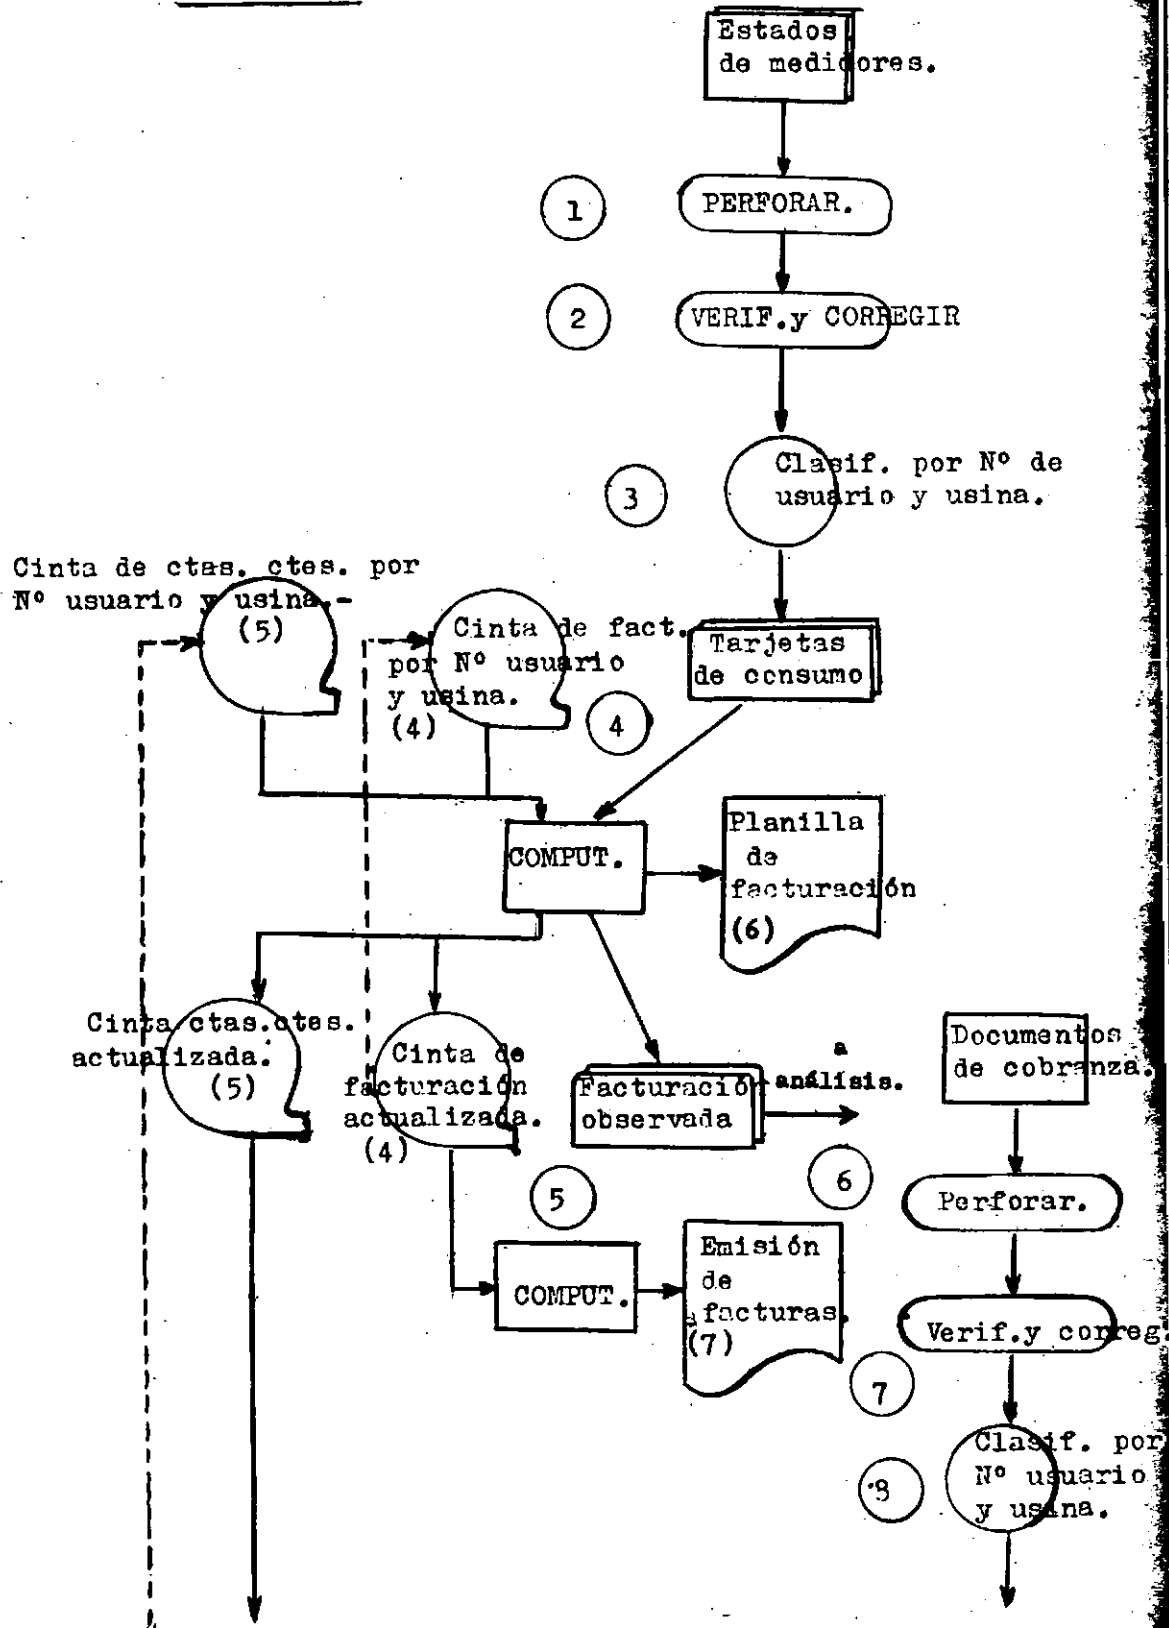 Estados
de medidores.
1
PERFORAR.
2
VERIF.y CORREGIR
3
Clasif. por Nº de
usuario y usina.
Cinta de ctas. ctes. por
Nº usuario y usina.-
(5)
Cinta de fact.
por Nº usuario
y usina.
(4)
Tarjetas
de consumo
4
COMPUT.
Planilla
de
facturación
(6)
Cinta ctas.ctes.
actualizada.
(5)
Cinta de
facturación
actualizada.
(4)
Facturación
observada
a
análisis.
Documentos
de cobranza.
5
6
Perforar.
COMPUT.
Emisión
de
facturas.
(7)
Verif.y correg.
7
8
Clasif. por
Nº usuario
y usina.